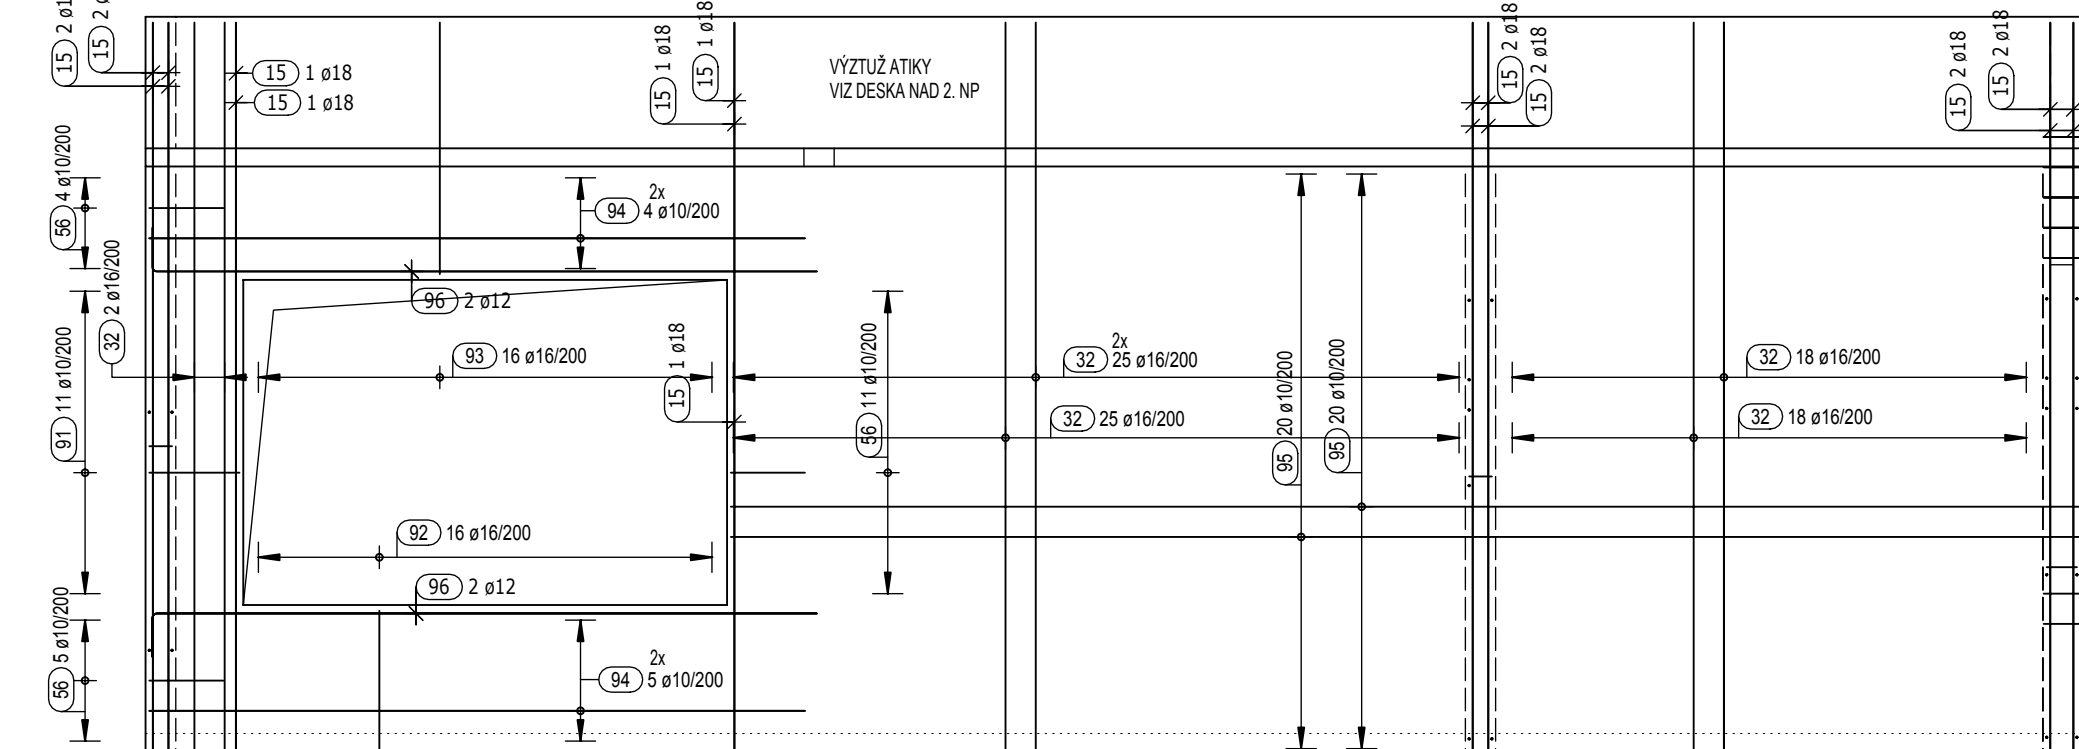 15 2 ø1
15 2 ø
15 1 ø18
15 1 ø18
15 1 ø18
15 1 ø18
VÝZTUŽ ATIKY
VIZ DESKA NAD 2. NP
15 2 ø18
15 2 ø18
15 2 ø18
15 2 ø18
56 4 ø10/200
2x
94 4 ø10/200
32 2 ø16/200
96 2 ø12
91 11 ø10/200
93 16 ø16/200
15 1 ø18
56 11 ø10/200
2x
32 25 ø16/200
32 25 ø16/200
95 20 ø10/200
95 20 ø10/200
32 18 ø16/200
32 18 ø16/200
92 16 ø16/200
96 2 ø12
56 5 ø10/200
2x
94 5 ø10/200